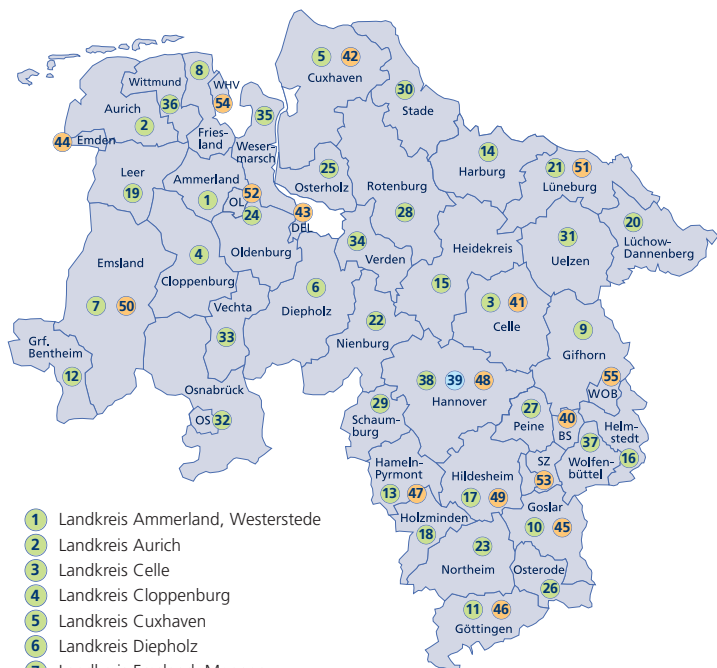 5 42
Cuxhaven
8
Wittmund
WHV
54
30
Stade
36
35
Aurich
2
44 Emden
Fries-
land
Weser-
marsch
14
Harburg
21 51
Lüneburg
25
Osterholz
Rotenburg
28
Leer
19
Ammerland
1
OL
52
24
43
DEL
20
Lüchow-
Dannenberg
31
Uelzen
Heidekreis
15
34
Verden
Oldenburg
4
Cloppenburg
Emsland
7 50
6
Diepholz
3 41
Celle
Vechta
33
22
Nienburg
9
Gifhorn
Grf.
Bentheim
12
Osnabrück
OS 32
38 39 48
Hannover
55
WOB
29
Schaum-
burg
27
Peine
40
BS
Helm-
stedt
16
37
Wolfen-
büttel
SZ
53
Hameln-
Pyrmont
13 47
Hildesheim
17 49
Holzminden
18
Goslar
10 45
23
Northeim
Osterode
26
11 46
Göttingen
1 Landkreis Ammerland, Westerstede
2 Landkreis Aurich
3 Landkreis Celle
4 Landkreis Cloppenburg
5 Landkreis Cuxhaven
6 Landkreis Diepholz